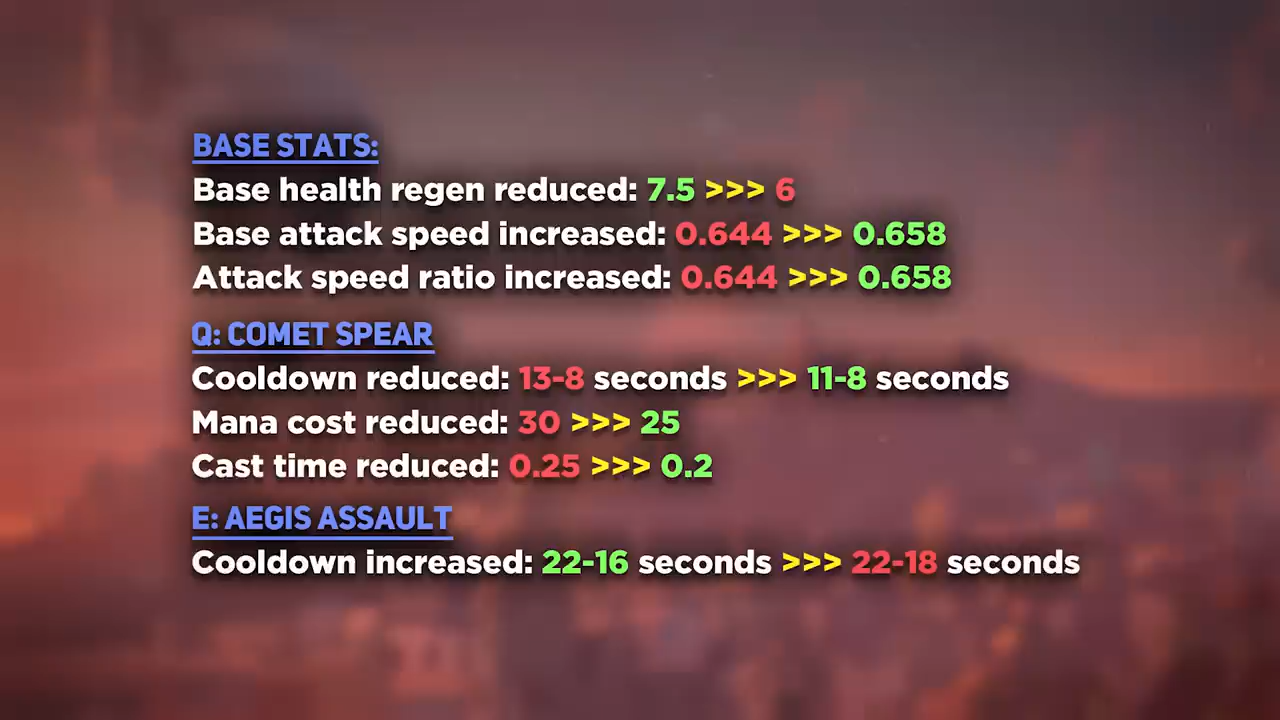 BASE STATS:
Base health regen reduced: 7.5 >>> 6
Base attack speed increased: 0.644 >>> 0.658
Attack speed ratio increased: 0.644 >>> 0.658
Q: COMET SPEAR
Cooldown reduced: 13-8 seconds >>> 11-8 seconds
Mana cost reduced: 30 >>> 25
Cast time reduced: 0.25 >>> 0.2
E: AEGIS ASSAULT
Cooldown increased: 22-16 seconds >>> 22-18 seconds